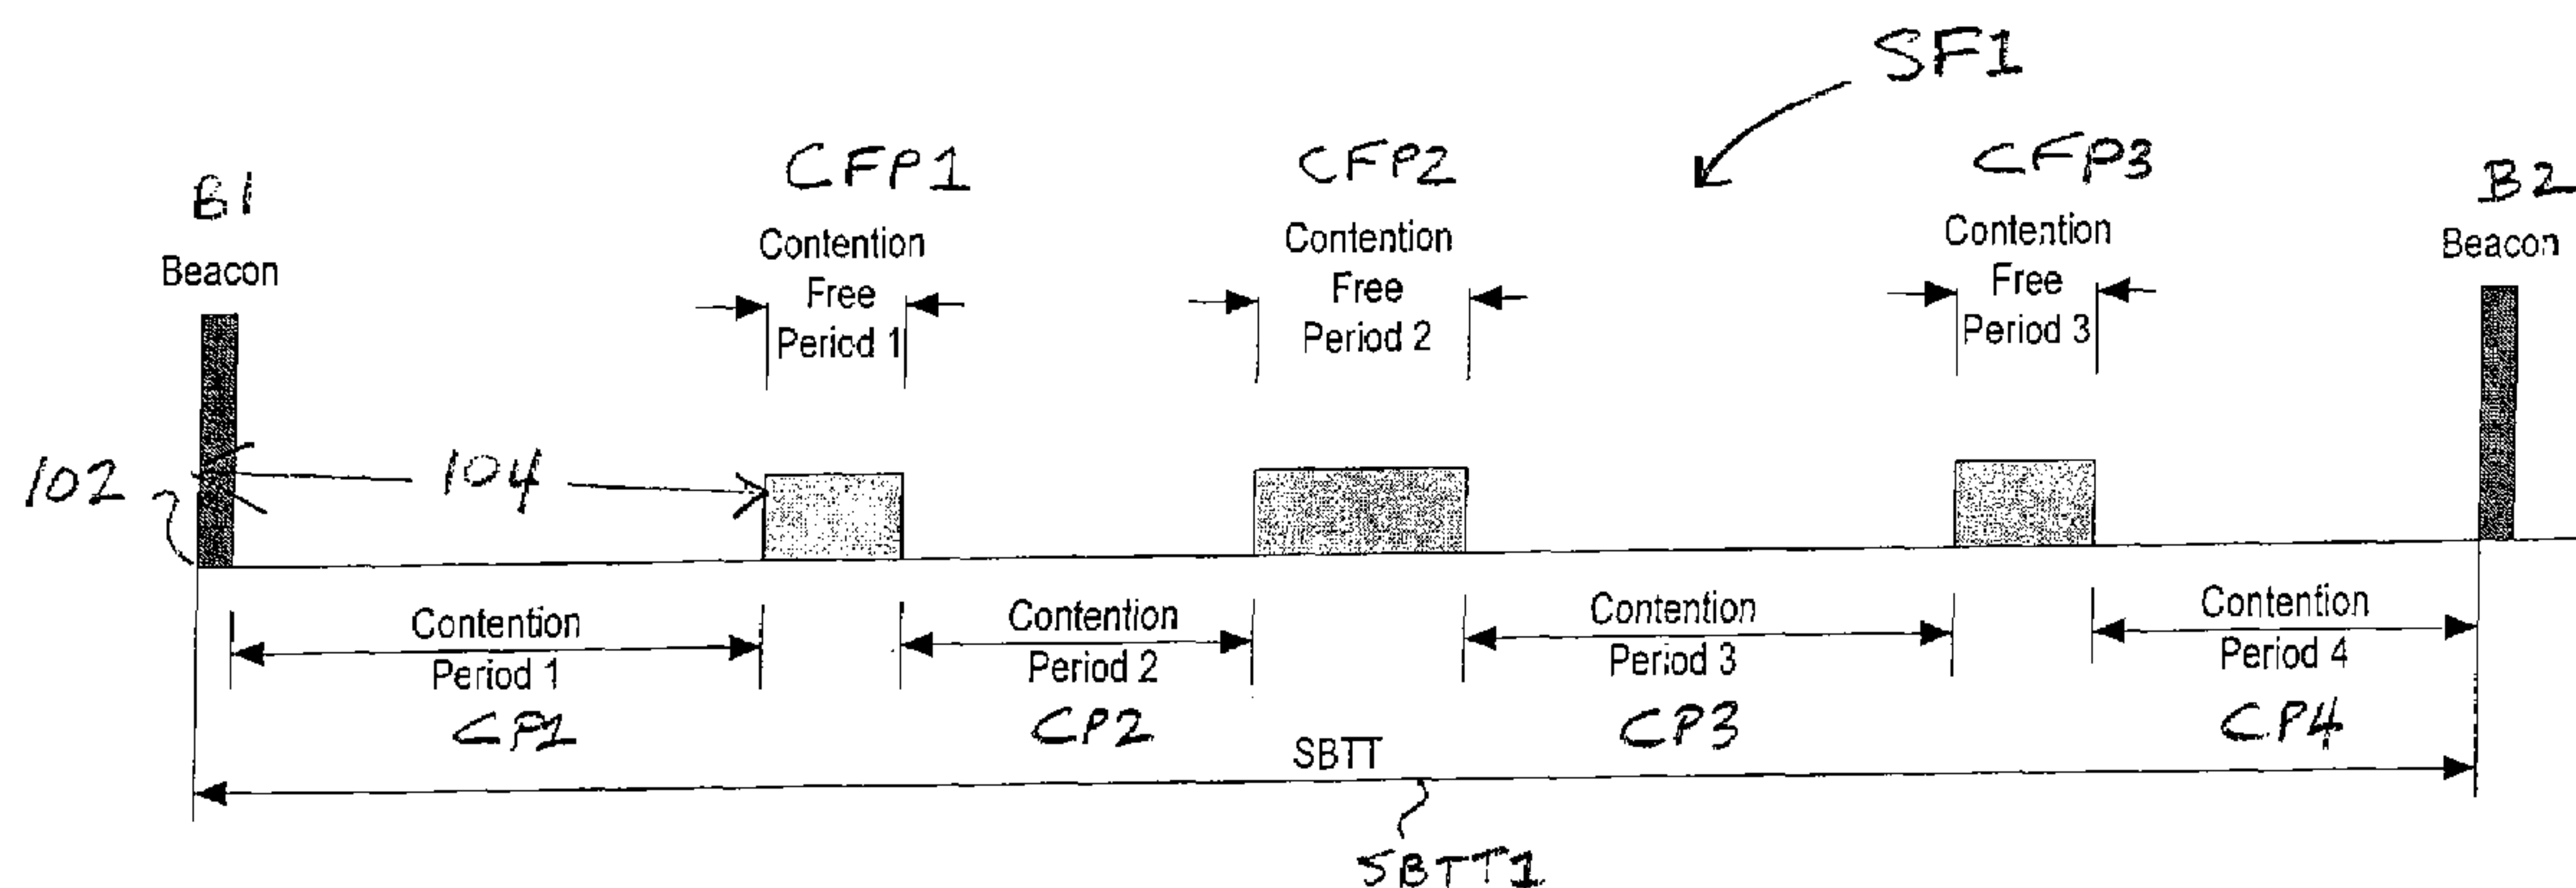 SF1
B1
Beacon
CFP1
Contention
Free
Period 1
CFP2
Contention
Free
Period 2
CFP3
Contention
Free
Period 3
B2
Beacon
102
104
Contention
Period 1
CP1
Contention
Period 2
CP2
Contention
Period 3
CP3
Contention
Period 4
CP4
SBTT
SBTT1